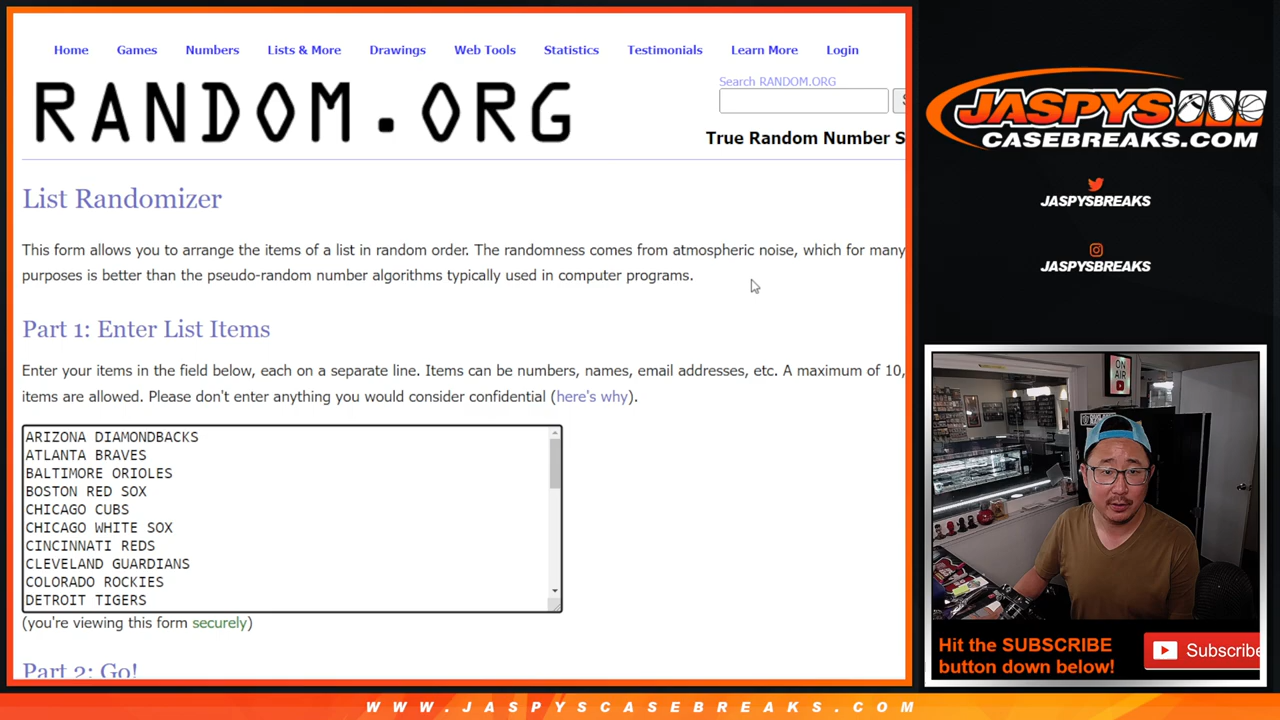 Home Games Numbers Lists & More Drawings Web Tools Statistics Testimonials Learn More Login
RANDOM.ORG
Search RANDOM.ORG
S
True Random Number S
List Randomizer
This form allows you to arrange the items of a list in random order. The randomness comes from atmospheric noise, which for many
purposes is better than the pseudo-random number algorithms typically used in computer programs.
Part 1: Enter List Items
Enter your items in the field below, each on a separate line. Items can be numbers, names, email addresses, etc. A maximum of 10,
items are allowed. Please don't enter anything you would consider confidential (here's why).
ARIZONA DIAMONDBACKS
ATLANTA BRAVES
BALTIMORE ORIOLES
BOSTON RED SOX
CHICAGO CUBS
CHICAGO WHITE SOX
CINCINNATI REDS
CLEVELAND GUARDIANS
COLORADO ROCKIES
DETROIT TIGERS
(you're viewing this form securely)
Part 2: Go!
JASPYS
CASEBREAKS.COM
JASPYSBREAKS
JASPYSBREAKS
ON
AIR
Hit the SUBSCRIBE
button down below!
Subscribe
WWW.JASPYSCASEBREAKS.COM